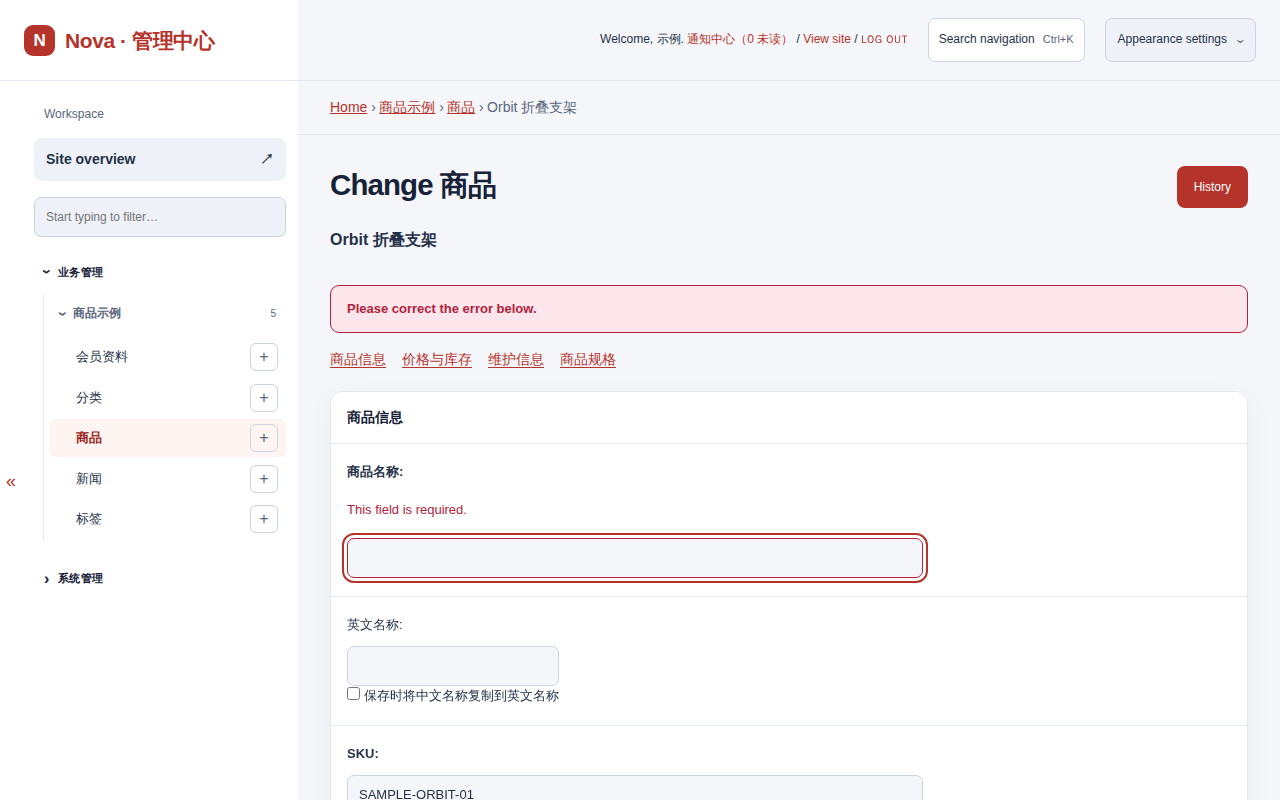 N Nova · 管理中心
Welcome, 示例. 通知中心（0 未读） / View site / LOG OUT
Search navigation Ctrl+K
Appearance settings
Workspace
Site overview ↗
Start typing to filter…
业务管理
商品示例 5
会员资料 +
分类 +
商品 +
新闻 +
标签 +
系统管理
«
Home › 商品示例 › 商品 › Orbit 折叠支架
Change 商品
History
Orbit 折叠支架
Please correct the error below.
商品信息 价格与库存 维护信息 商品规格
商品信息
商品名称:
This field is required.
英文名称:
保存时将中文名称复制到英文名称
SKU:
SAMPLE-ORBIT-01